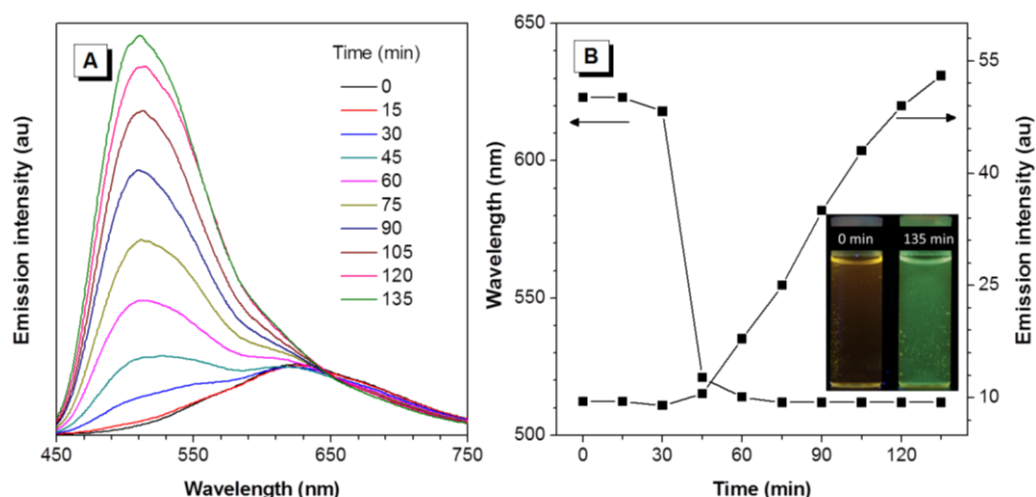 A
Time (min)
0
15
30
45
60
75
90
105
120
135
Emission intensity (au)
450
550
650
750
Wavelength (nm)
B
650
600
550
500
Wavelength (nm)
55
40
25
10
Emission intensity (au)
0 min
135 min
0
30
60
90
120
Time (min)